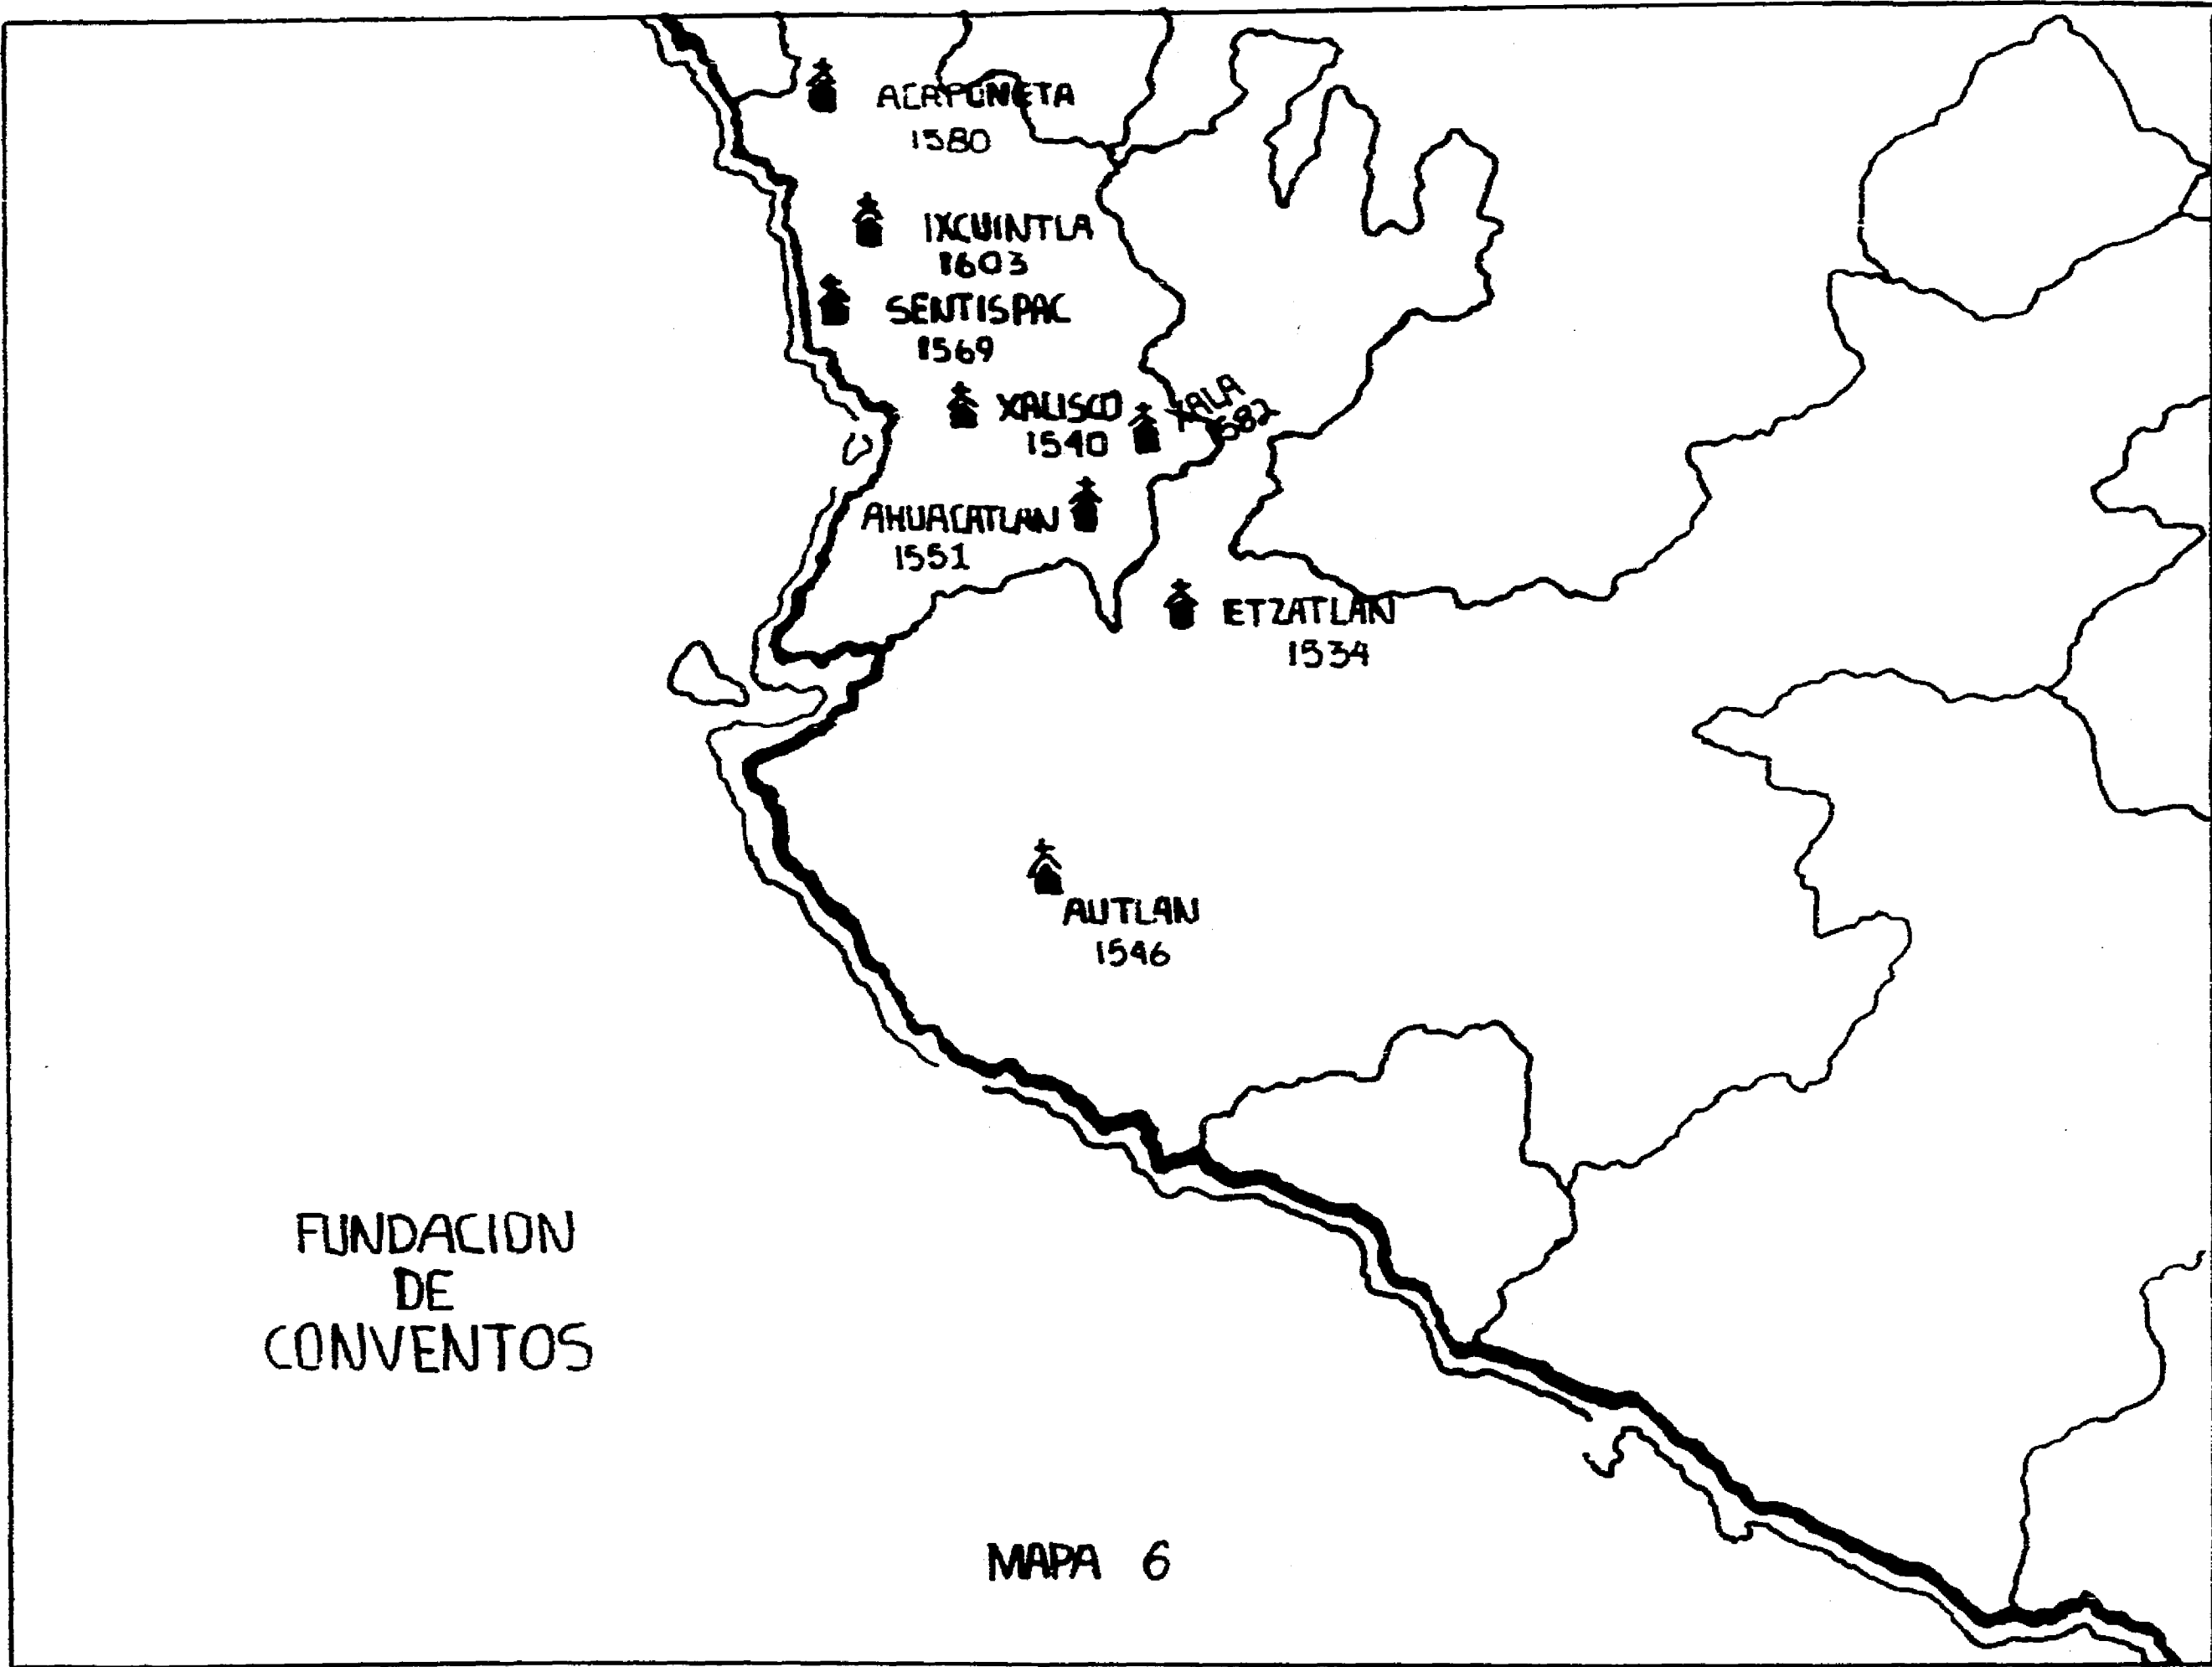 ACAPONETA
1580
IXCUINTLA
1603
SENTISPAC
1569
XALISCO
1540
1582
AHUACATLAN
1551
ETZATLAN
1534
AUTLAN
1546
FUNDACION
DE
CONVENTOS
MAPA 6